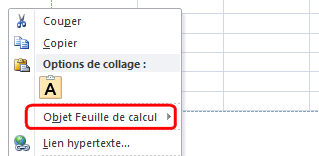 Couper
Copier
Options de collage :
A
Objet Feuille de calcul
Lien hypertexte...